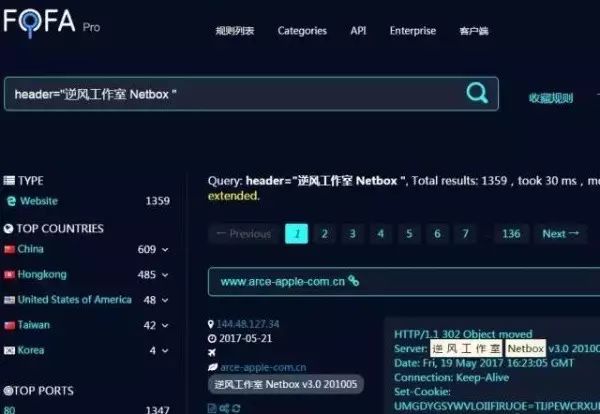 FOFA Pro
规则列表 Categories API Enterprise 客户端
header="逆风工作室 Netbox "
收藏规则
TYPE
Website 1359
TOP COUNTRIES
China 609
Hongkong 485
United States of America 48
Taiwan 42
Korea 4
TOP PORTS
80 1347
Query: header="逆风工作室 Netbox ", Total results: 1359 , took 30 ms ,
extended.
← Previous 1 2 3 4 5 6 7 ... 136 Next →
www.arce-apple-com.cn
144.48.127.34
2017-05-21
arce-apple-com.cn
逆风工作室 Netbox v3.0 201005
HTTP/1.1 302 Object moved
Server: 逆 风 工 作 室 Netbox v3.0 20100
Date: Fri, 19 May 2017 16:23:05 GMT
Connection: Keep-Alive
Set-Cookie: